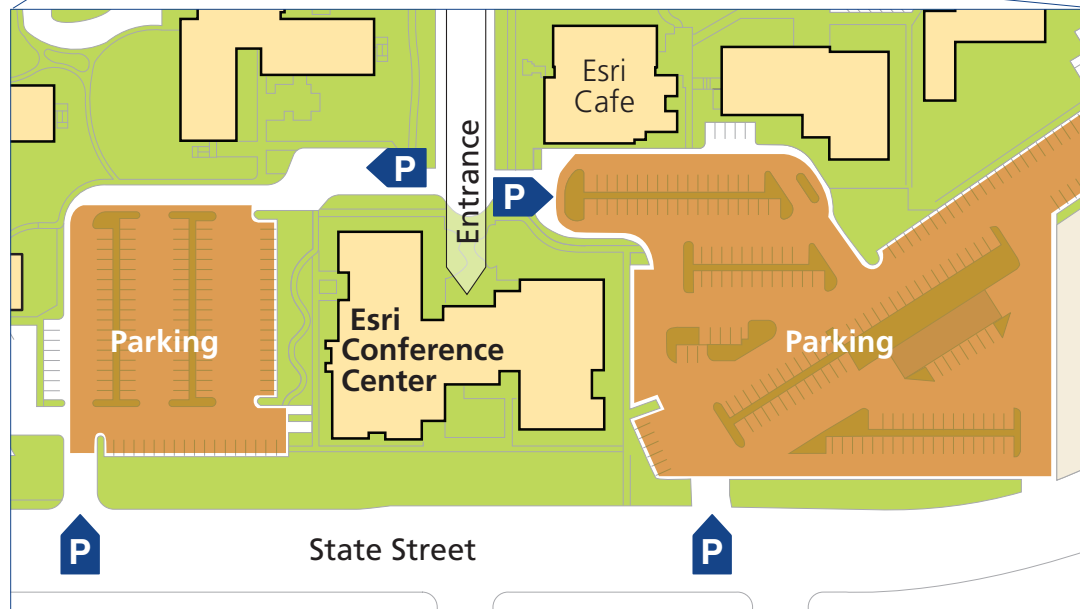 Esri
Cafe
P
Entrance
P
Parking
Esri
Conference
Center
Parking
P
State Street
P